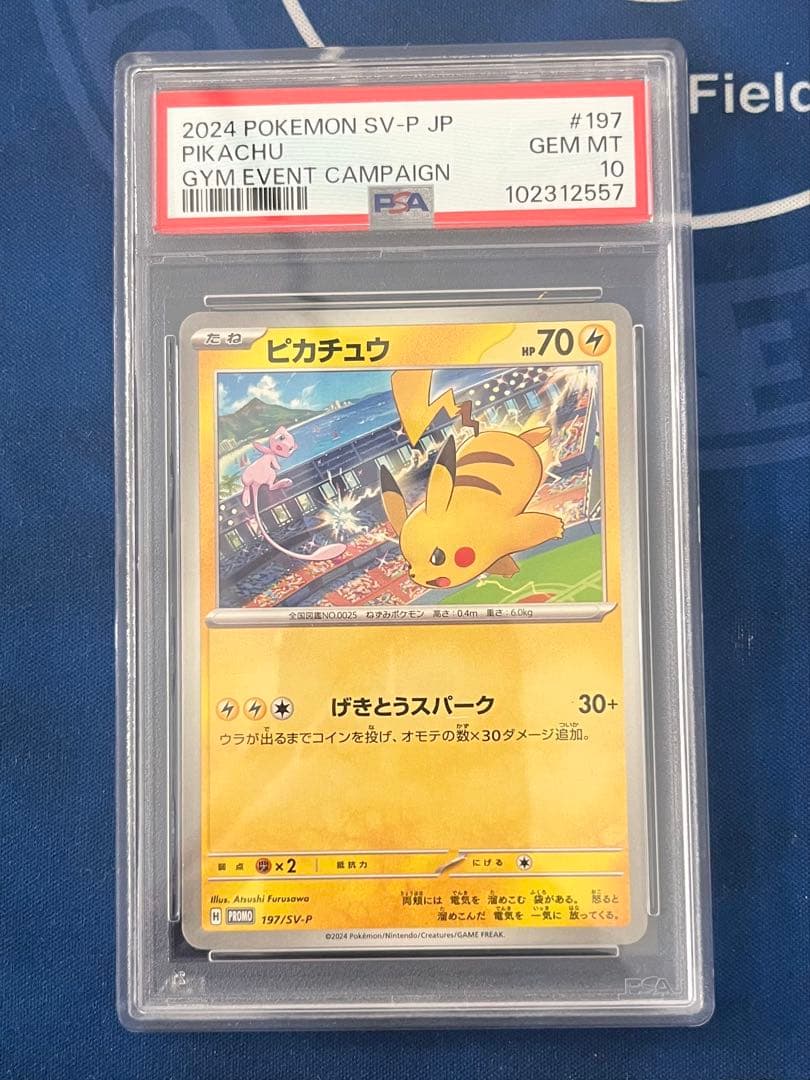 Field
2024 POKEMON SV-P JP #197
PIKACHU GEM MT
GYM EVENT CAMPAIGN 10
PSA 102312557
たね ピカチュウ HP70
全国図鑑NO.0025 ねずみポケモン 高さ:0.4m 重さ:6.0kg
げきとうスパーク 30+
ウラが出るまでコインを投げ、オモテの数×30ダメージ追加。
弱点 ×2 抵抗力 にげる
Illus. Atsushi Furusawa
両頬には 電気を 溜めこむ 袋がある。 怒ると
溜めこんだ 電気を 一気に 放ってくる。
H PROMO 197/SV-P
©2024 Pokémon/Nintendo/Creatures/GAME FREAK.
PSA